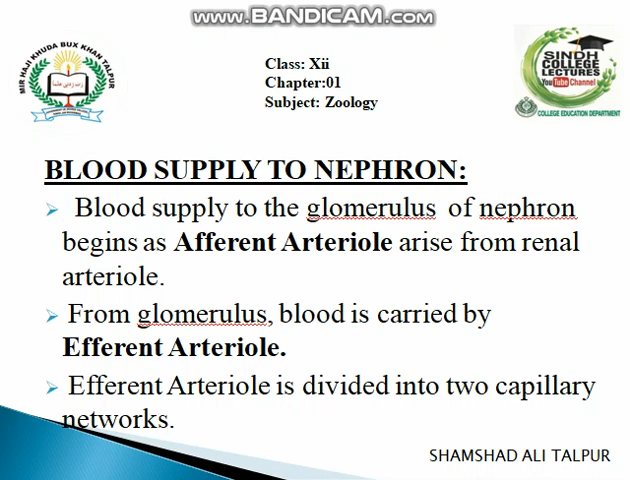 WWW.BANDICAM.COM
MIR HAJI KHUDA BUX KHAN TALPUR
Class: Xii
Chapter:01
Subject: Zoology
SINDH
COLLEGE
LECTURES
YouTube Channel
COLLEGE EDUCATION DEPARTMENT
BLOOD SUPPLY TO NEPHRON:
Blood supply to the glomerulus of nephron
begins as Afferent Arteriole arise from renal
arteriole.
From glomerulus, blood is carried by
Efferent Arteriole.
Efferent Arteriole is divided into two capillary
networks.
SHAMSHAD ALI TALPUR